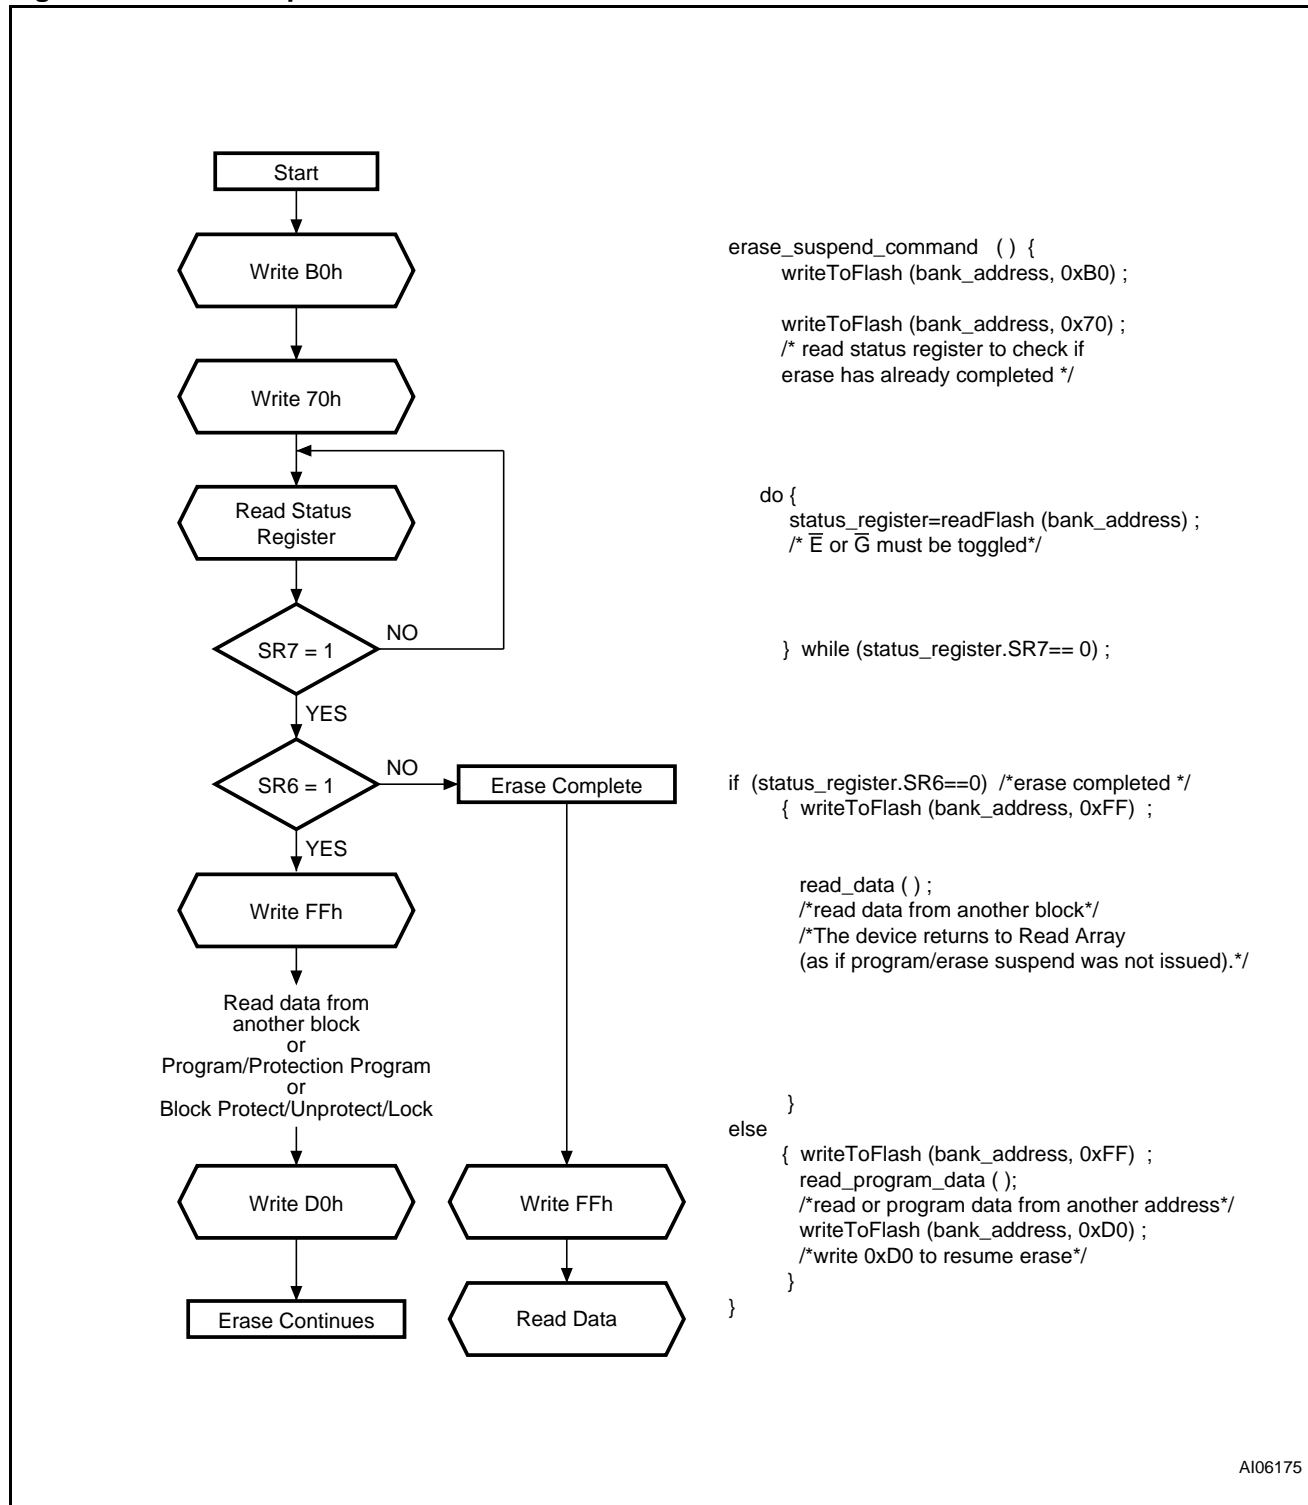 Start
Write B0h
Write 70h
Read Status
Register
SR7 = 1
NO
YES
SR6 = 1
NO
Erase Complete
YES
Write FFh
Read data from
another block
or
Program/Protection Program
or
Block Protect/Unprotect/Lock
Write D0h
Write FFh
Erase Continues
Read Data
erase_suspend_command ( ) {
writeToFlash (bank_address, 0xB0) ;
writeToFlash (bank_address, 0x70) ;
/* read status register to check if
erase has already completed */
do {
status_register=readFlash (bank_address) ;
/* E̅ or G̅ must be toggled*/
} while (status_register.SR7== 0) ;
if (status_register.SR6==0) /*erase completed */
{ writeToFlash (bank_address, 0xFF) ;
read_data ( ) ;
/*read data from another block*/
/*The device returns to Read Array
(as if program/erase suspend was not issued).*/
}
else
{ writeToFlash (bank_address, 0xFF) ;
read_program_data ( );
/*read or program data from another address*/
writeToFlash (bank_address, 0xD0) ;
/*write 0xD0 to resume erase*/
}
}
AI06175